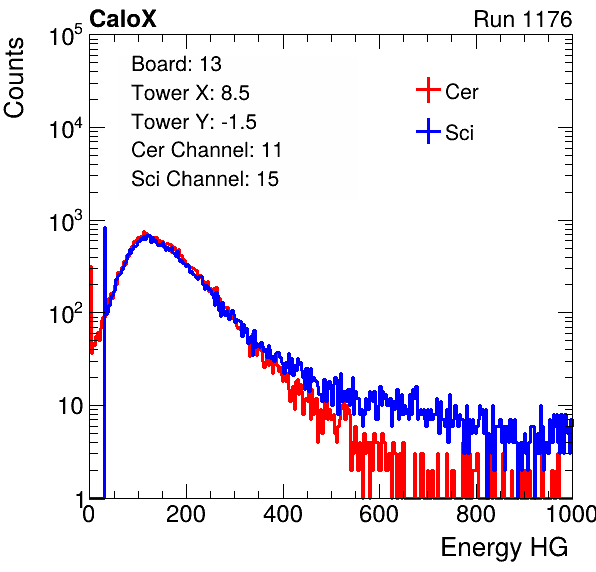 CaloX Run 1176
Counts
10^5
10^4
10^3
10^2
10
1
Board: 13
Tower X: 8.5
Tower Y: -1.5
Cer Channel: 11
Sci Channel: 15
Cer
Sci
0 200 400 600 800 1000
Energy HG